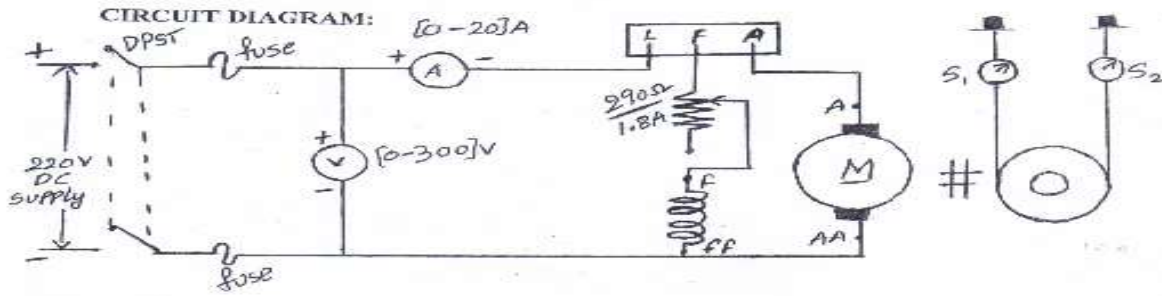 CIRCUIT DIAGRAM:
[0-20]A
+ DPST fuse + A - L F A
S1 S2
290Ω
1.8A
A
+
V [0-300]V
-
220V
DC
supply
F
M #
ff AA
-
fuse